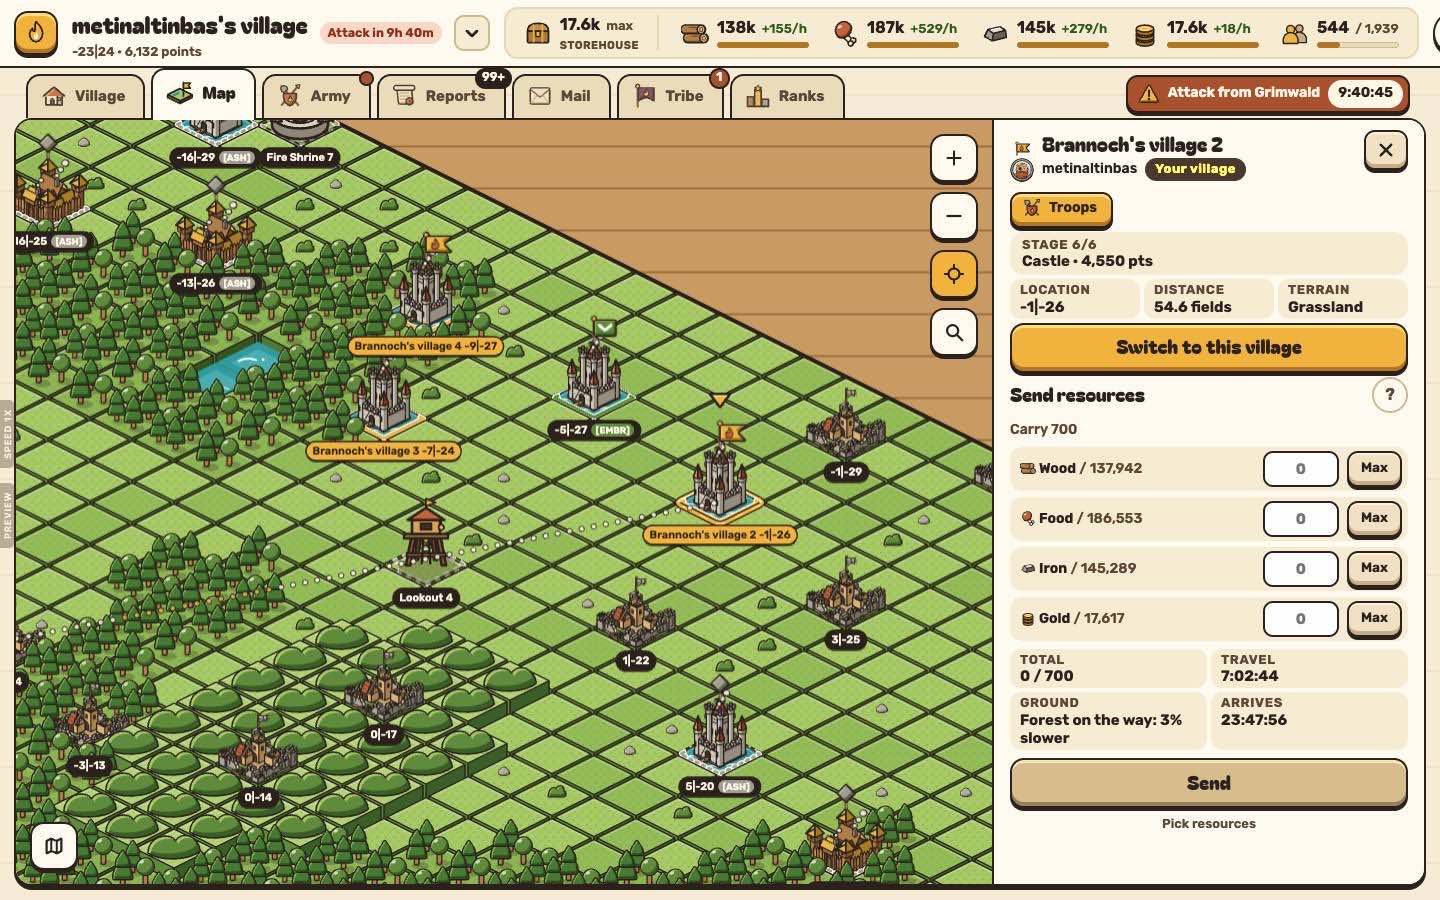 metinaltinbas's village
-23|24 • 6,132 points
Attack in 9h 40m
17.6k max
STOREHOUSE
138k +155/h
187k +529/h
145k +279/h
17.6k +18/h
544 / 1,939
Village
Map
Army
Reports
99+
Mail
Tribe
1
Ranks
Attack from Grimwald 9:40:45
-16|-29 [ASH]
Fire Shrine 7
16|-25 [ASH]
-13|-26 [ASH]
Brannoch's village 4 -9|-27
-5|-27 [EMBR]
Brannoch's village 3 -7|-24
-1|-29
Brannoch's village 2 -1|-26
Lookout 4
3|-25
1|-22
4
0|-17
-3|-13
0|-14
5|-20 [ASH]
SPEED 1X
PREVIEW
Brannoch's village 2
metinaltinbas Your village
Troops
STAGE 6/6
Castle • 4,550 pts
LOCATION
-1|-26
DISTANCE
54.6 fields
TERRAIN
Grassland
Switch to this village
Send resources
?
Carry 700
Wood / 137,942 0 Max
Food / 186,553 0 Max
Iron / 145,289 0 Max
Gold / 17,617 0 Max
TOTAL
0 / 700
TRAVEL
7:02:44
GROUND
Forest on the way: 3%
slower
ARRIVES
23:47:56
Send
Pick resources